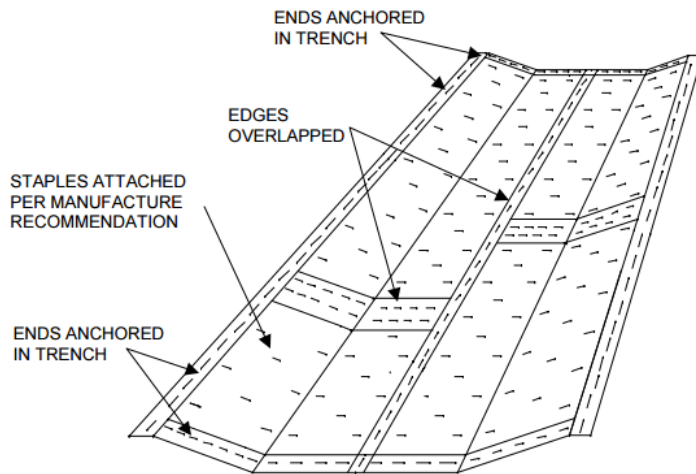 ENDS ANCHORED
IN TRENCH
EDGES
OVERLAPPED
STAPLES ATTACHED
PER MANUFACTURE
RECOMMENDATION
ENDS ANCHORED
IN TRENCH